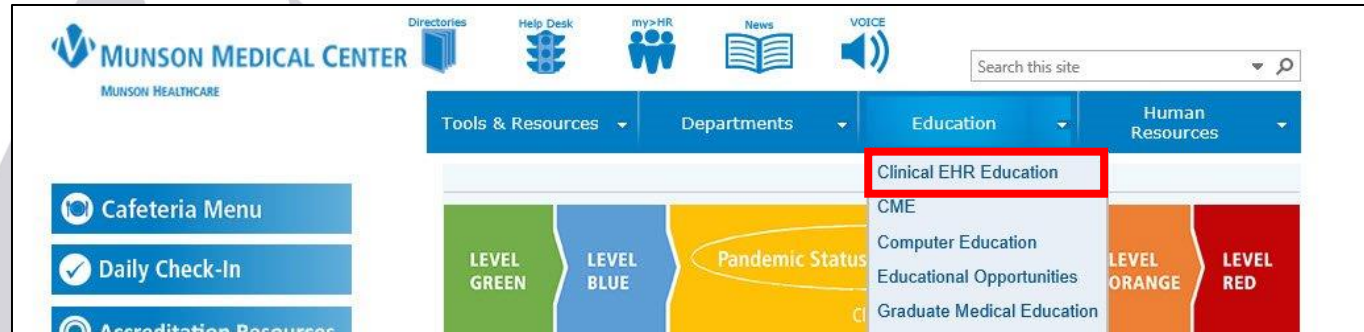 Directories
Help Desk
my>HR
News
VOICE
MUNSON MEDICAL CENTER
MUNSON HEALTHCARE
Search this site
Tools & Resources
Departments
Education
Human
Resources
Clinical EHR Education
CME
Computer Education
Educational Opportunities
Graduate Medical Education
Cafeteria Menu
Daily Check-In
Accreditation Resources
LEVEL
GREEN
LEVEL
BLUE
Pandemic Status
LEVEL
ORANGE
LEVEL
RED